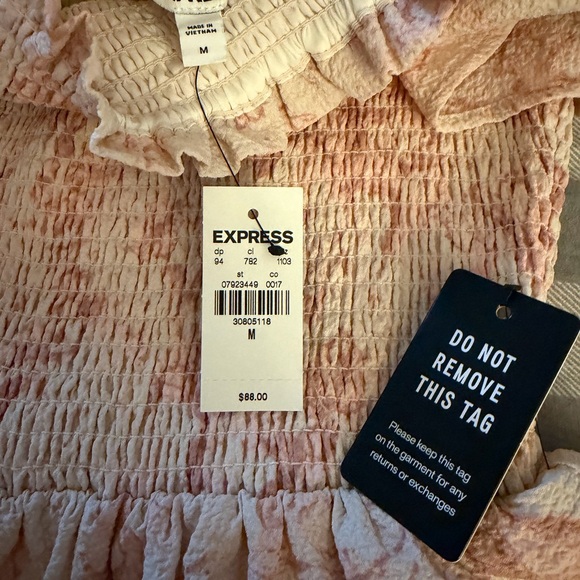 MADE IN
VIETNAM
M
EXPRESS
dp cl
94 782 1103
st co
07923449 0017
30805118
M
$88.00
DO NOT
REMOVE
THIS TAG
Please keep this tag
on the garment for any
returns or exchanges